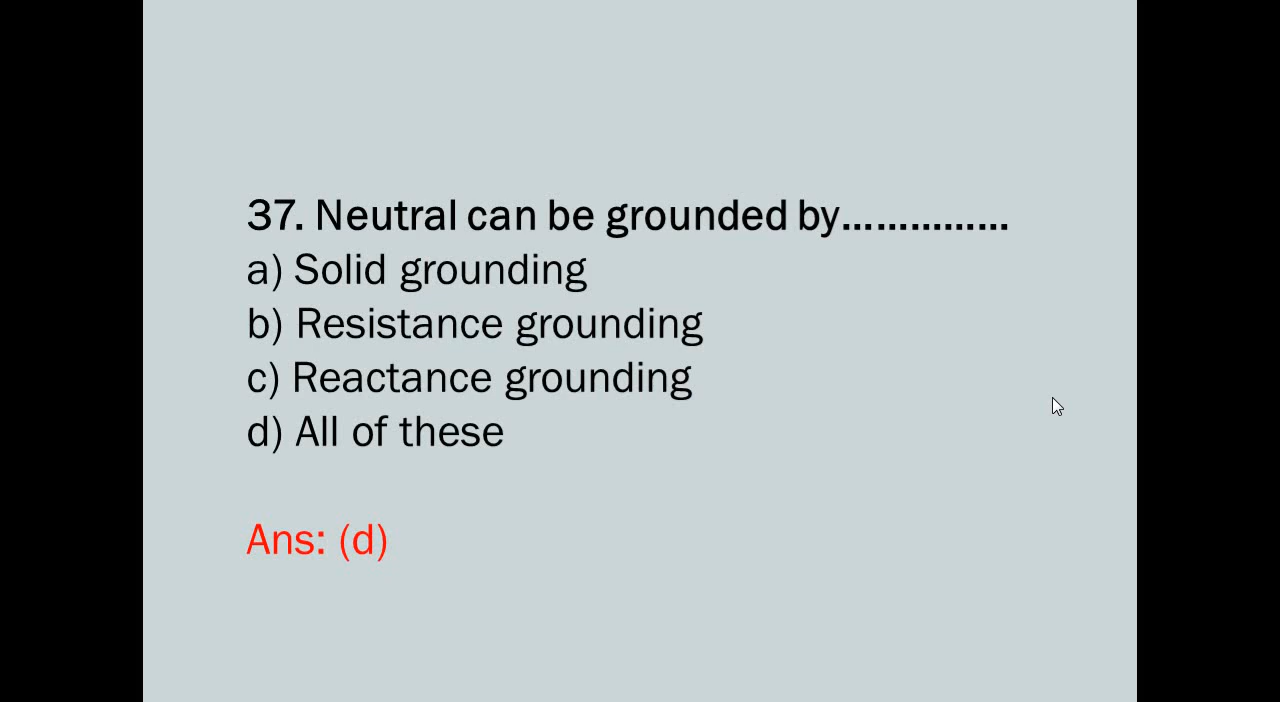 37. Neutral can be grounded by……………
a) Solid grounding
b) Resistance grounding
c) Reactance grounding
d) All of these
Ans: (d)